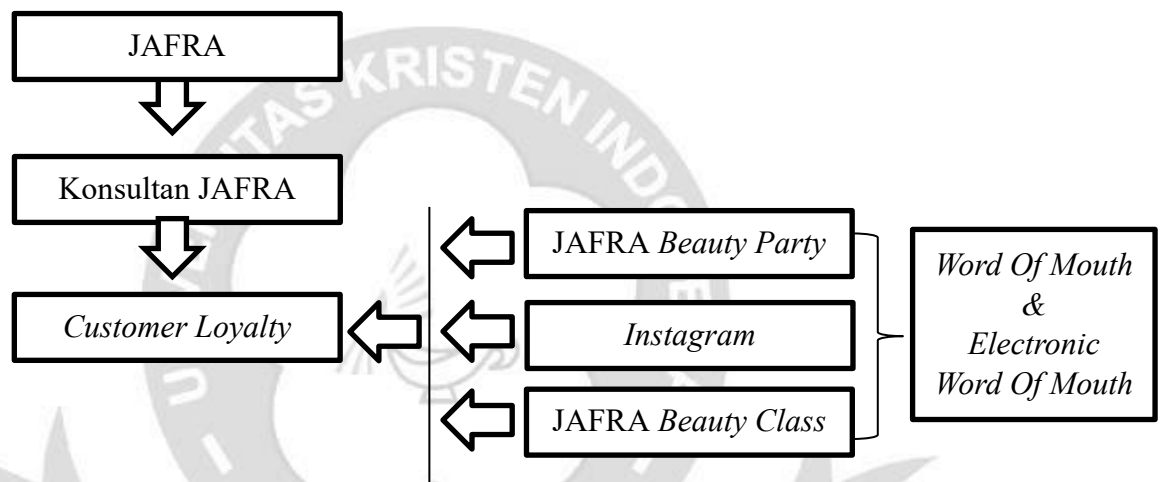 JAFRA
Konsultan JAFRA
Customer Loyalty
JAFRA Beauty Party
Instagram
JAFRA Beauty Class
Word Of Mouth
&
Electronic
Word Of Mouth